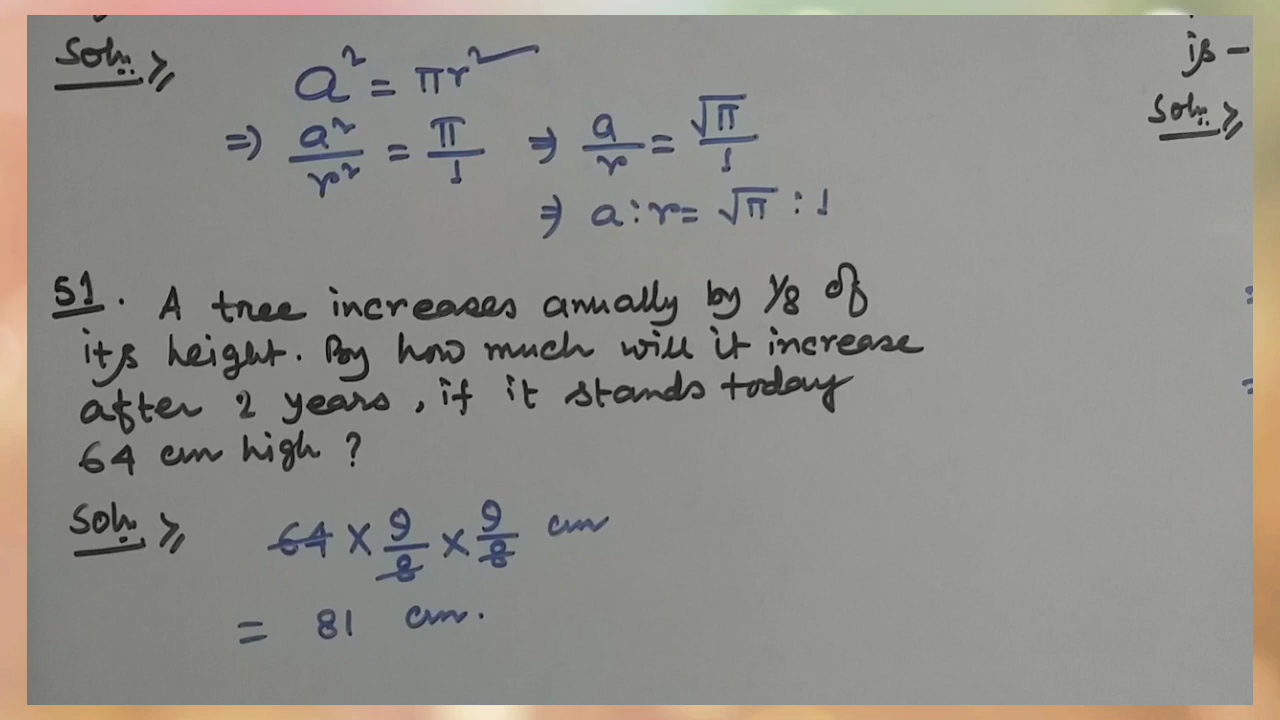 Soln.
a² = πr²
⇒ a²/r² = π/1 ⇒ a/r = √π/1
⇒ a:r = √π : 1
51. A tree increases anually by 1/8 of
its height. By how much will it increase
after 2 years, if it stands today
64 cm high ?
Soln.
64 × 9/8 × 9/8 cm
= 81 cm.
is –
Soln.